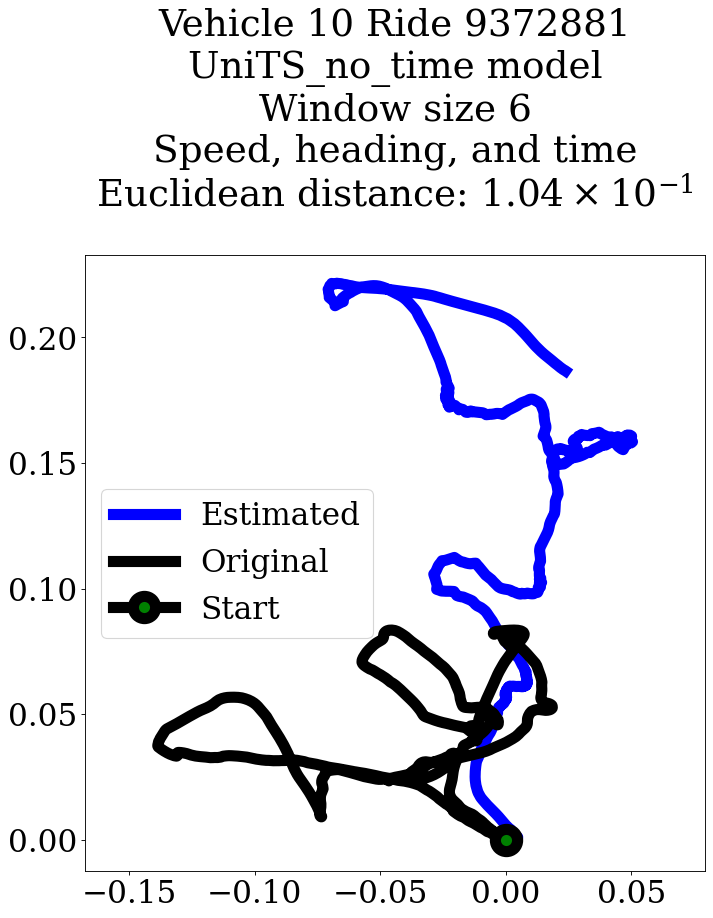 Vehicle 10 Ride 9372881
UniTS_no_time model
Window size 6
Speed, heading, and time
Euclidean distance: 1.04 × 10⁻¹
0.20
0.15
0.10
0.05
0.00
Estimated
Original
Start
−0.15 −0.10 −0.05 0.00 0.05